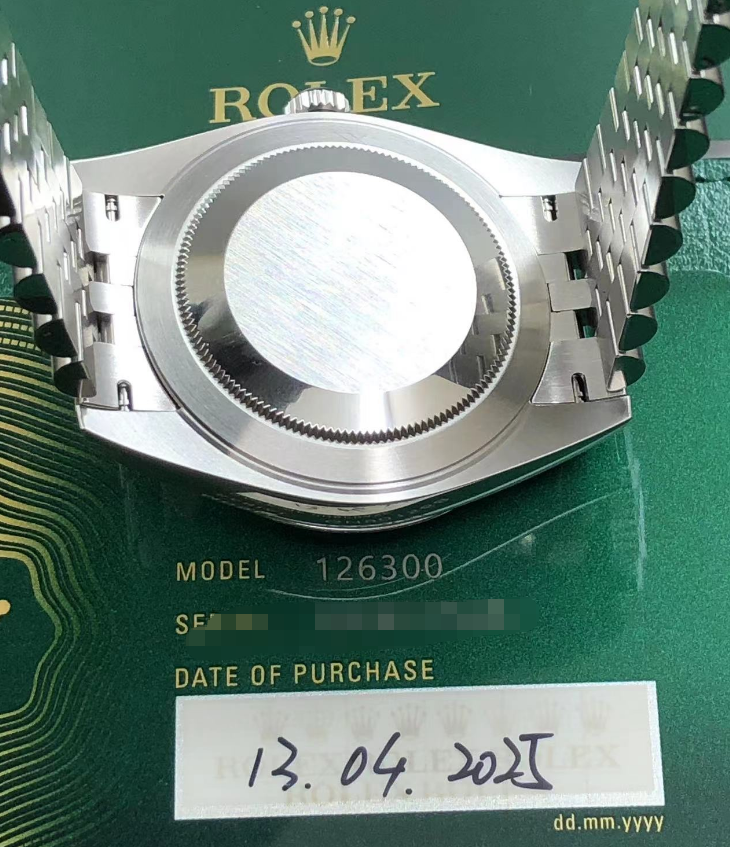 ROLEX
MODEL 126300
DATE OF PURCHASE
13.04.2025
dd.mm.yyyy